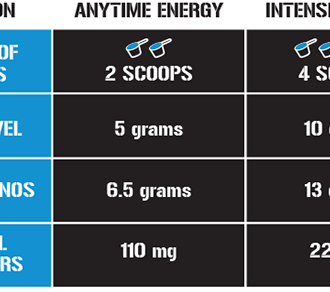 ON ANYTIME ENERGY INTENS
OF
S 2 SCOOPS 4 SC
VEL 5 grams 10
NOS 6.5 grams 13
L
RS 110 mg 22